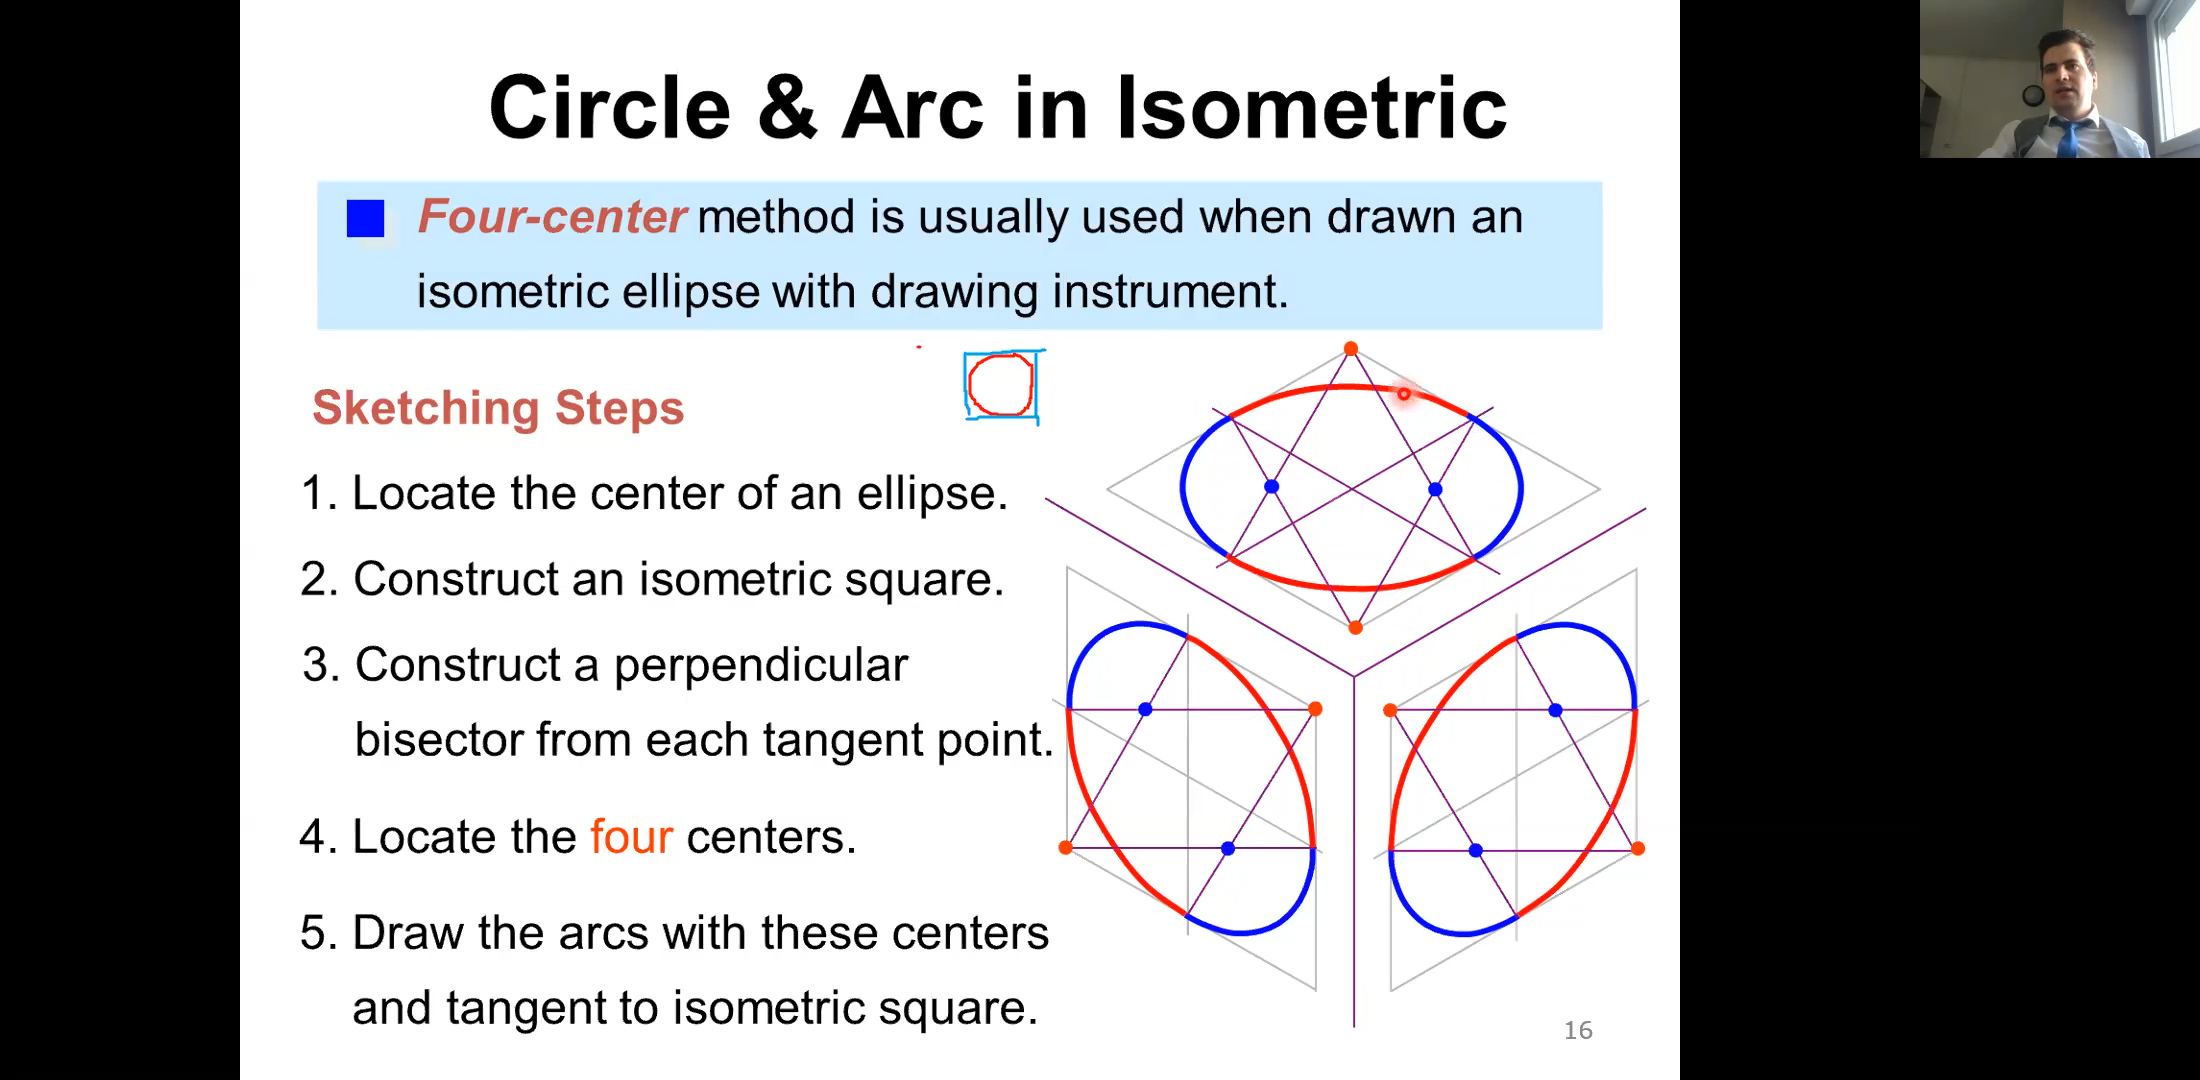 Circle & Arc in Isometric
Four-center method is usually used when drawn an
isometric ellipse with drawing instrument.
Sketching Steps
1. Locate the center of an ellipse.
2. Construct an isometric square.
3. Construct a perpendicular
bisector from each tangent point.
4. Locate the four centers.
5. Draw the arcs with these centers
and tangent to isometric square.
16